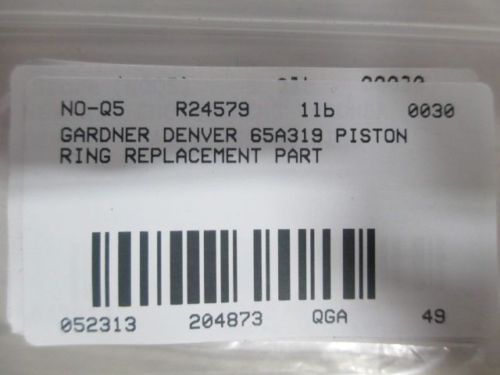 NO-Q5 R24579 1lb 0030
GARDNER DENVER 65A319 PISTON
RING REPLACEMENT PART
052313 204873 QGA 49